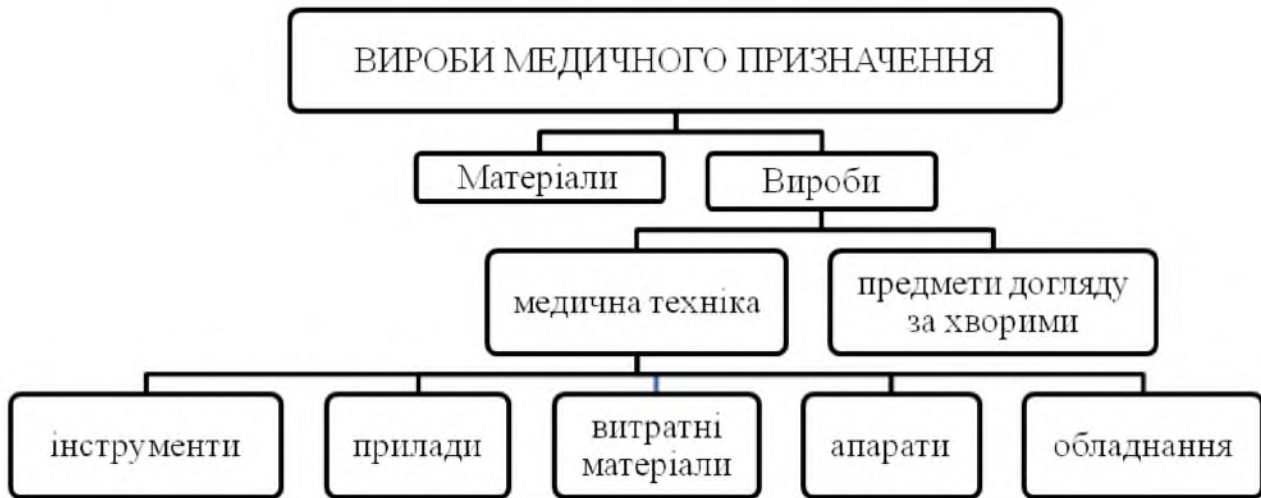 ВИРОБИ МЕДИЧНОГО ПРИЗНАЧЕННЯ
Матеріали
Вироби
медична техніка
предмети догляду
за хворими
інструменти
прилади
витратні
матеріали
апарати
обладнання